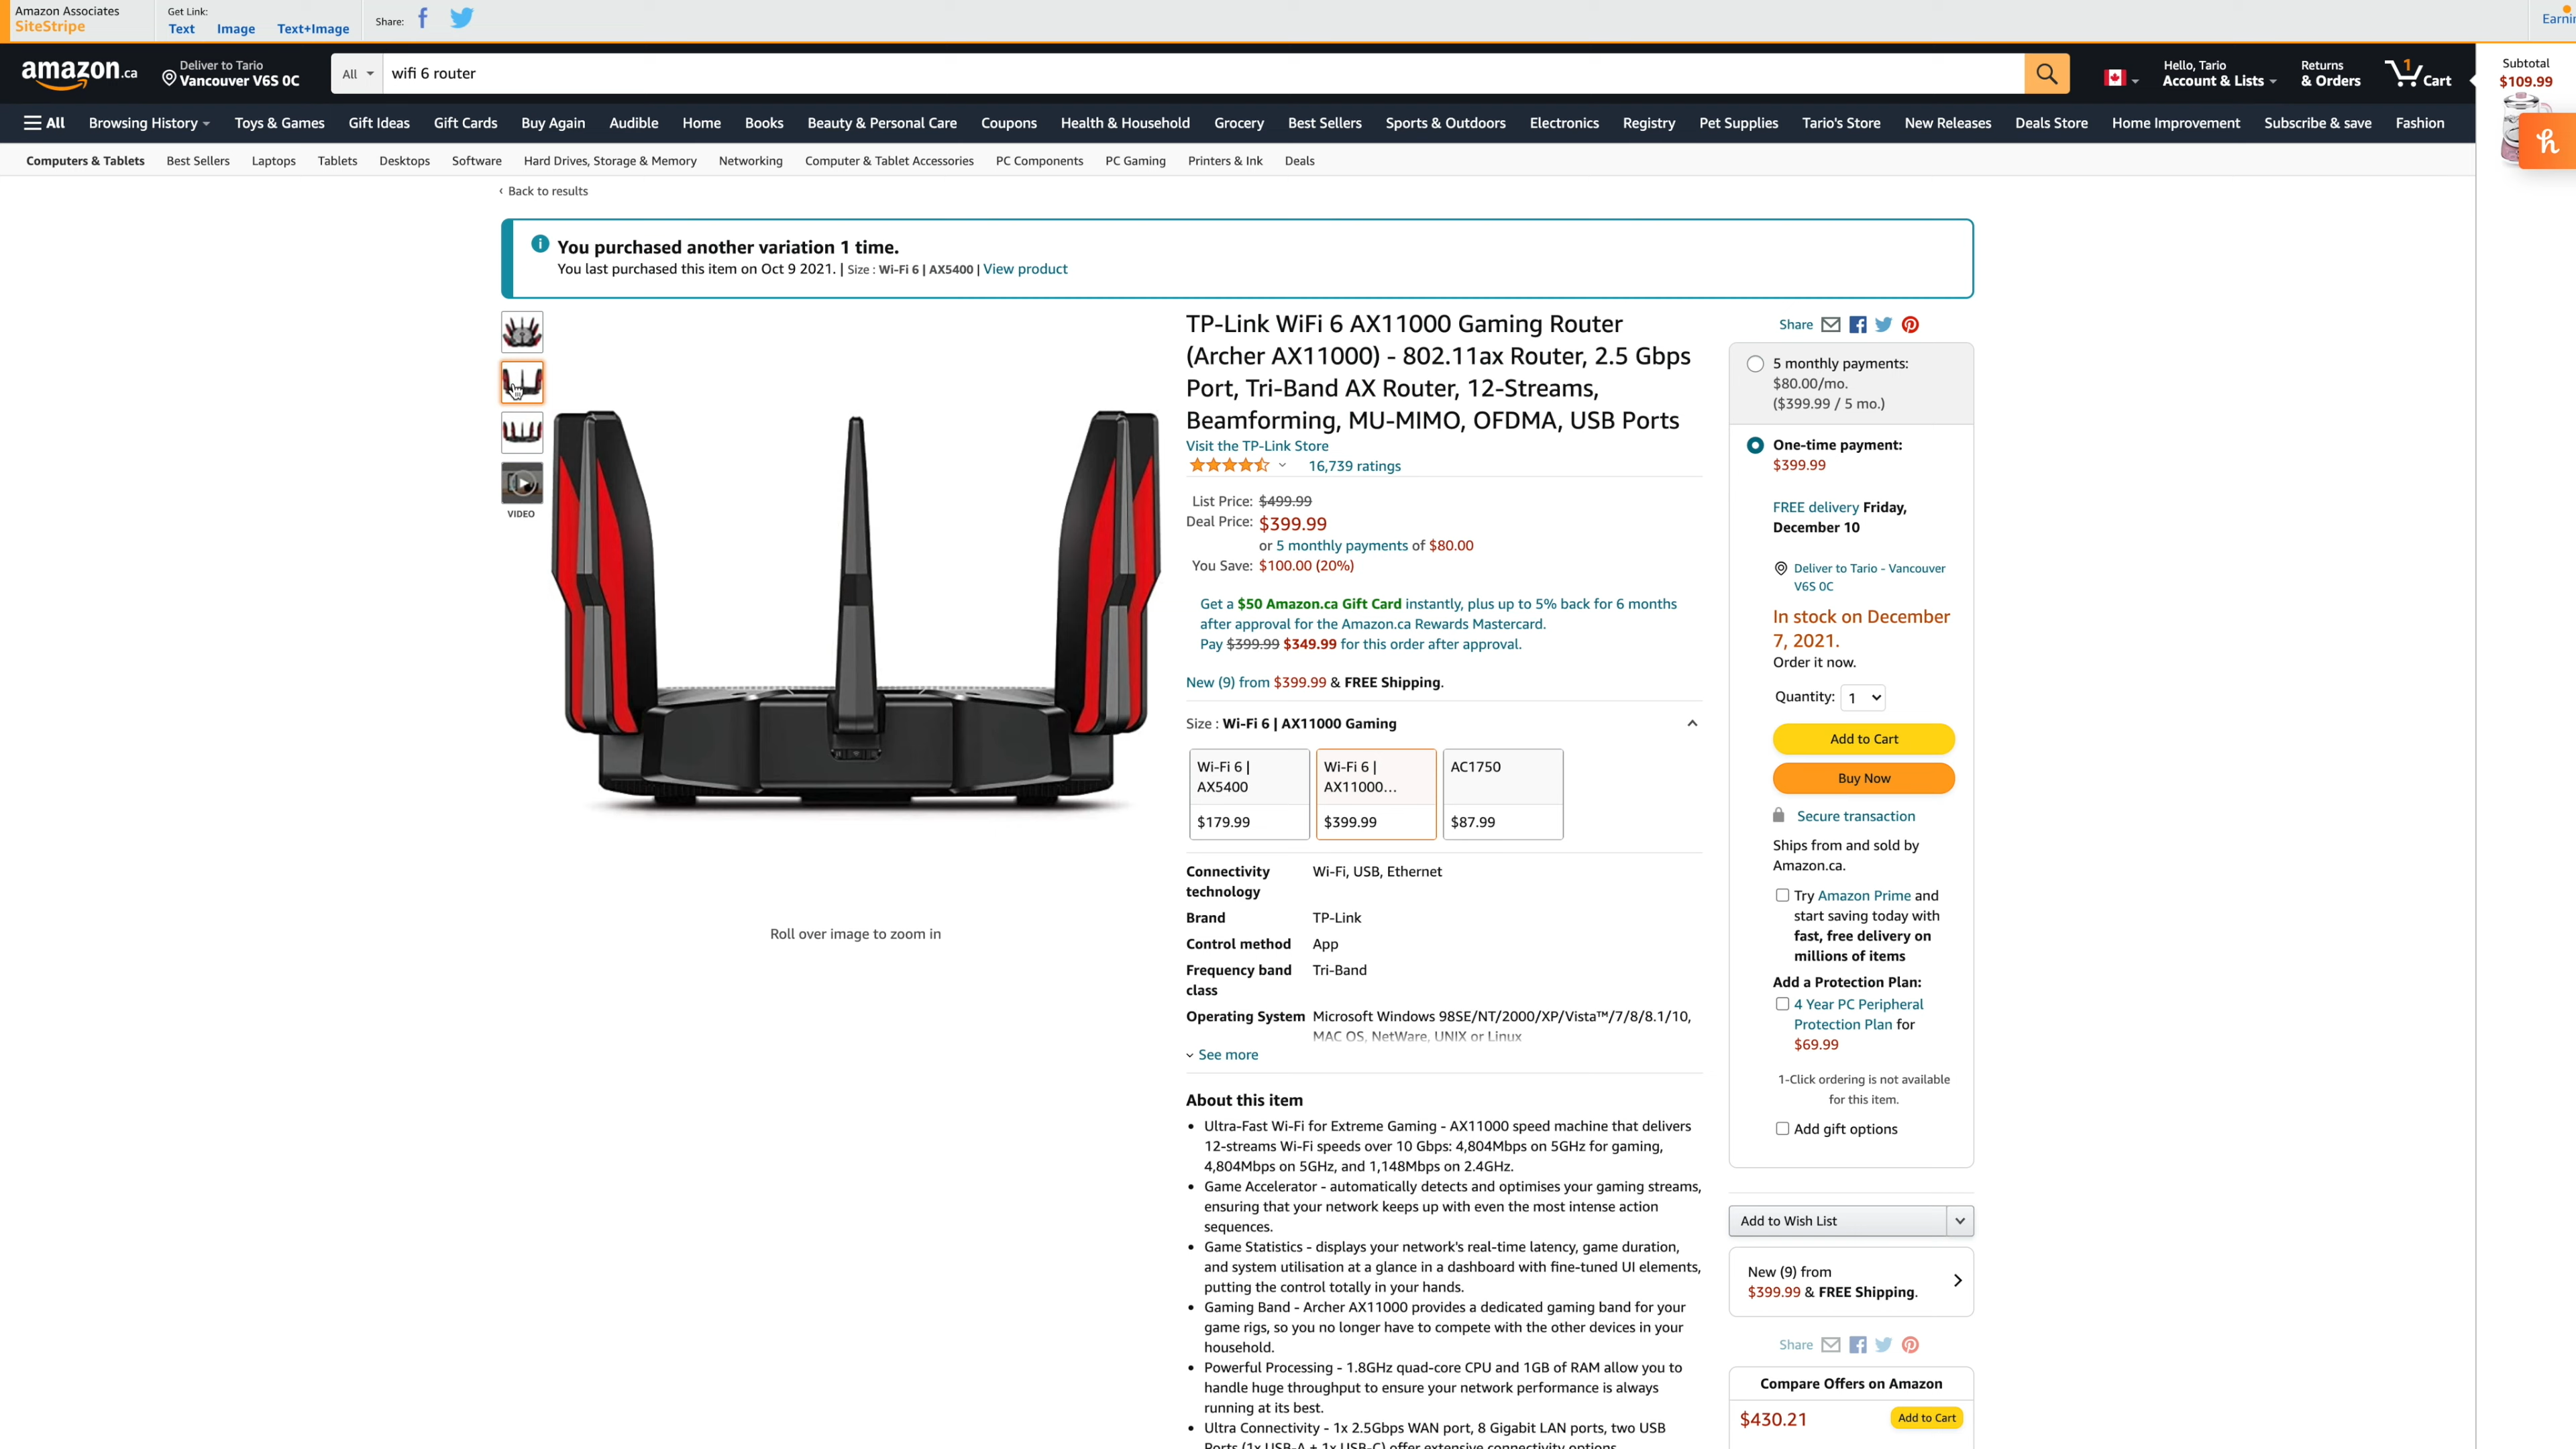 Amazon Associates
SiteStripe
Get Link:
Text Image Text+Image
Share:
amazon.ca
Deliver to Tario
Vancouver V6S 0C
All
wifi 6 router
Hello, Tario
Account & Lists
Returns
& Orders
1
Cart
Subtotal
$109.99
All Browsing History Toys & Games Gift Ideas Gift Cards Buy Again Audible Home Books Beauty & Personal Care Coupons Health & Household Grocery Best Sellers Sports & Outdoors Electronics Registry Pet Supplies Tario's Store New Releases Deals Store Home Improvement Subscribe & save Fashion
Computers & Tablets Best Sellers Laptops Tablets Desktops Software Hard Drives, Storage & Memory Networking Computer & Tablet Accessories PC Components PC Gaming Printers & Ink Deals
‹ Back to results
You purchased another variation 1 time.
You last purchased this item on Oct 9 2021. | Size : Wi-Fi 6 | AX5400 | View product
VIDEO
Roll over image to zoom in
TP-Link WiFi 6 AX11000 Gaming Router
(Archer AX11000) - 802.11ax Router, 2.5 Gbps
Port, Tri-Band AX Router, 12-Streams,
Beamforming, MU-MIMO, OFDMA, USB Ports
Visit the TP-Link Store
16,739 ratings
List Price: $499.99
Deal Price: $399.99
or 5 monthly payments of $80.00
You Save: $100.00 (20%)
Get a $50 Amazon.ca Gift Card instantly, plus up to 5% back for 6 months
after approval for the Amazon.ca Rewards Mastercard.
Pay $399.99 $349.99 for this order after approval.
New (9) from $399.99 & FREE Shipping.
Size : Wi-Fi 6 | AX11000 Gaming
Wi-Fi 6 |
AX5400
$179.99
Wi-Fi 6 |
AX11000...
$399.99
AC1750
$87.99
Connectivity
technology
Wi-Fi, USB, Ethernet
Brand TP-Link
Control method App
Frequency band
class
Tri-Band
Operating System Microsoft Windows 98SE/NT/2000/XP/Vista™/7/8/8.1/10,
MAC OS, NetWare, UNIX or Linux
See more
About this item
• Ultra-Fast Wi-Fi for Extreme Gaming - AX11000 speed machine that delivers
12-streams Wi-Fi speeds over 10 Gbps: 4,804Mbps on 5GHz for gaming,
4,804Mbps on 5GHz, and 1,148Mbps on 2.4GHz.
• Game Accelerator - automatically detects and optimises your gaming streams,
ensuring that your network keeps up with even the most intense action
sequences.
• Game Statistics - displays your network's real-time latency, game duration,
and system utilisation at a glance in a dashboard with fine-tuned UI elements,
putting the control totally in your hands.
• Gaming Band - Archer AX11000 provides a dedicated gaming band for your
game rigs, so you no longer have to compete with the other devices in your
household.
• Powerful Processing - 1.8GHz quad-core CPU and 1GB of RAM allow you to
handle huge throughput to ensure your network performance is always
running at its best.
• Ultra Connectivity - 1x 2.5Gbps WAN port, 8 Gigabit LAN ports, two USB
Ports (1x USB-A + 1x USB-C) offer extensive connectivity options
Share
5 monthly payments:
$80.00/mo.
($399.99 / 5 mo.)
One-time payment:
$399.99
FREE delivery Friday,
December 10
Deliver to Tario - Vancouver
V6S 0C
In stock on December
7, 2021.
Order it now.
Quantity: 1
Add to Cart
Buy Now
Secure transaction
Ships from and sold by
Amazon.ca.
Try Amazon Prime and
start saving today with
fast, free delivery on
millions of items
Add a Protection Plan:
4 Year PC Peripheral
Protection Plan for
$69.99
1-Click ordering is not available
for this item.
Add gift options
Add to Wish List
New (9) from
$399.99 & FREE Shipping.
Share
Compare Offers on Amazon
$430.21
Add to Cart